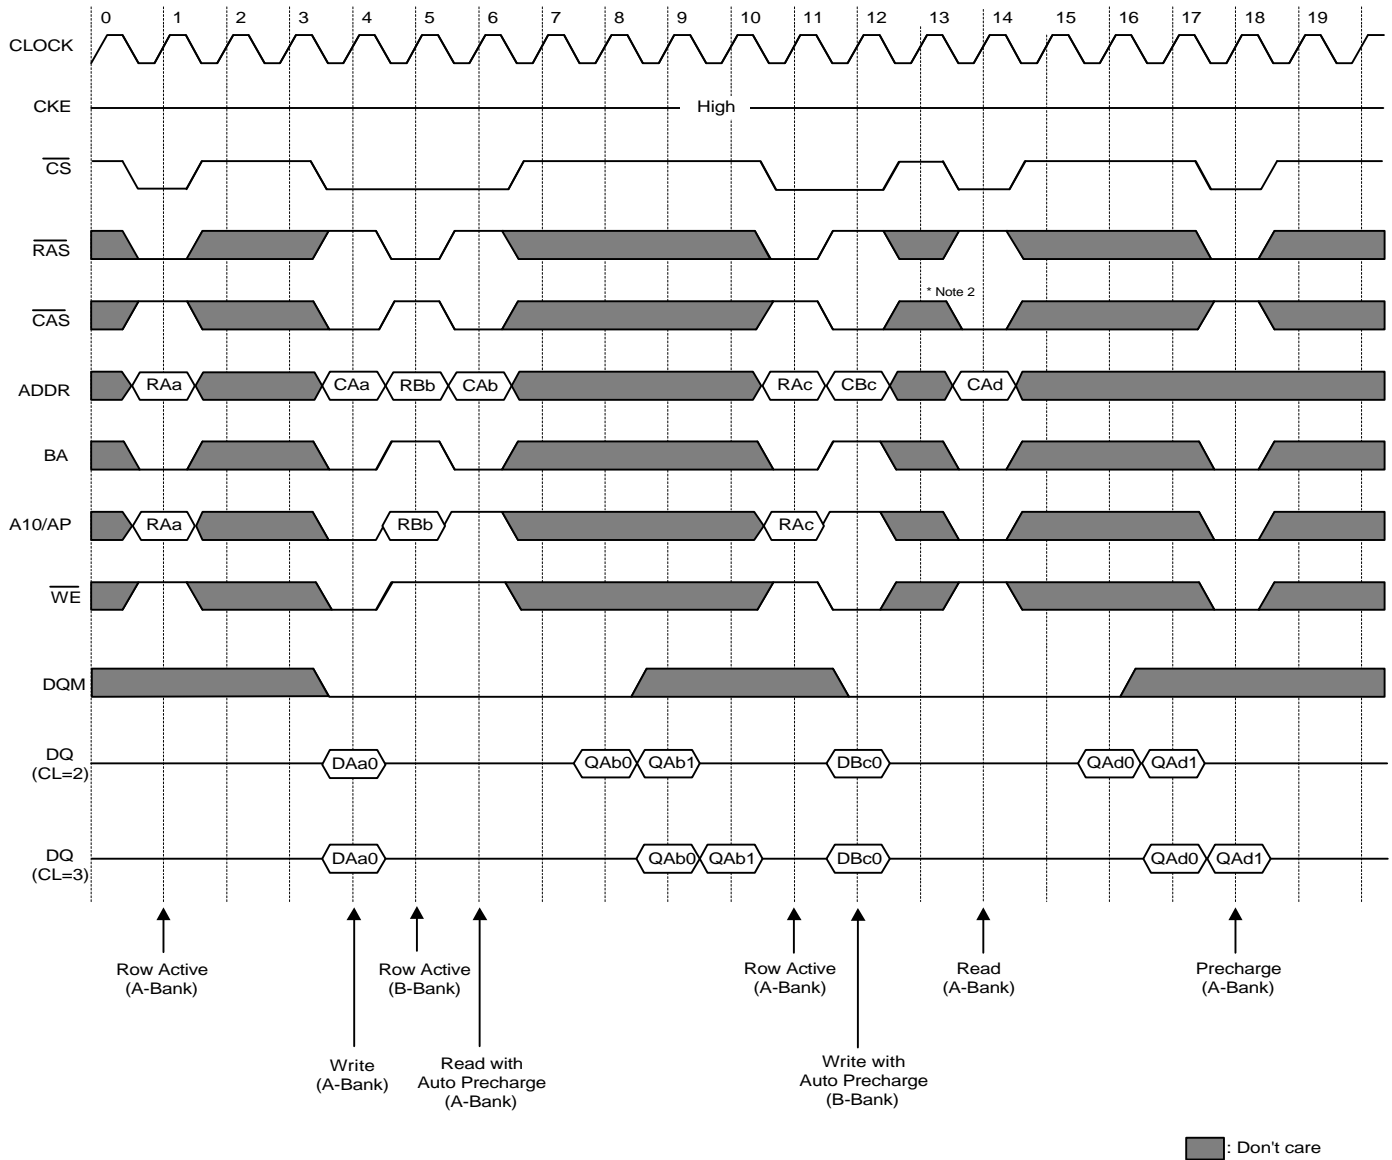 0 1 2 3 4 5 6 7 8 9 10 11 12 13 14 15 16 17 18 19
CLOCK
CKE
High
CS
RAS
CAS
* Note 2
ADDR
RAa CAa RBb CAb RAc CBc CAd
BA
A10/AP
RAa RBb RAc
WE
DQM
DQ
(CL=2)
DAa0 QAb0 QAb1 DBc0 QAd0 QAd1
DQ
(CL=3)
DAa0 QAb0 QAb1 DBc0 QAd0 QAd1
Row Active
(A-Bank)
Row Active
(B-Bank)
Row Active
(A-Bank)
Read
(A-Bank)
Precharge
(A-Bank)
Write
(A-Bank)
Read with
Auto Precharge
(A-Bank)
Write with
Auto Precharge
(B-Bank)
: Don't care